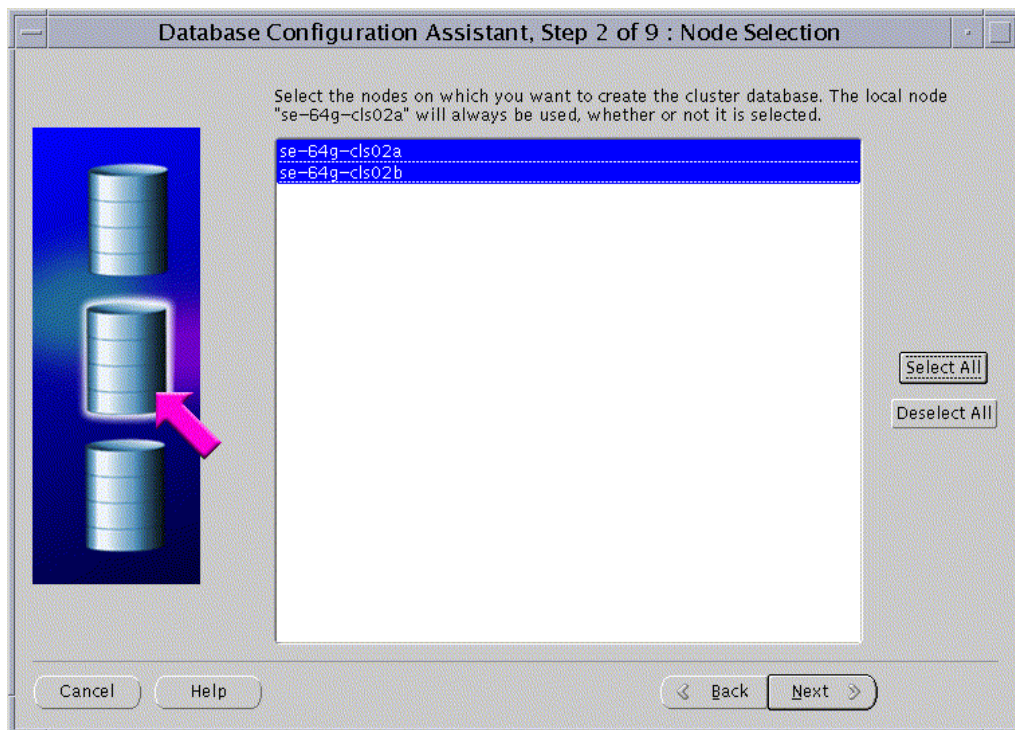 Database Configuration Assistant, Step 2 of 9 : Node Selection
Select the nodes on which you want to create the cluster database. The local node
"se-64g-cls02a" will always be used, whether or not it is selected.
se-64g-cls02a
se-64g-cls02b
Select All
Deselect All
Cancel
Help
Back
Next